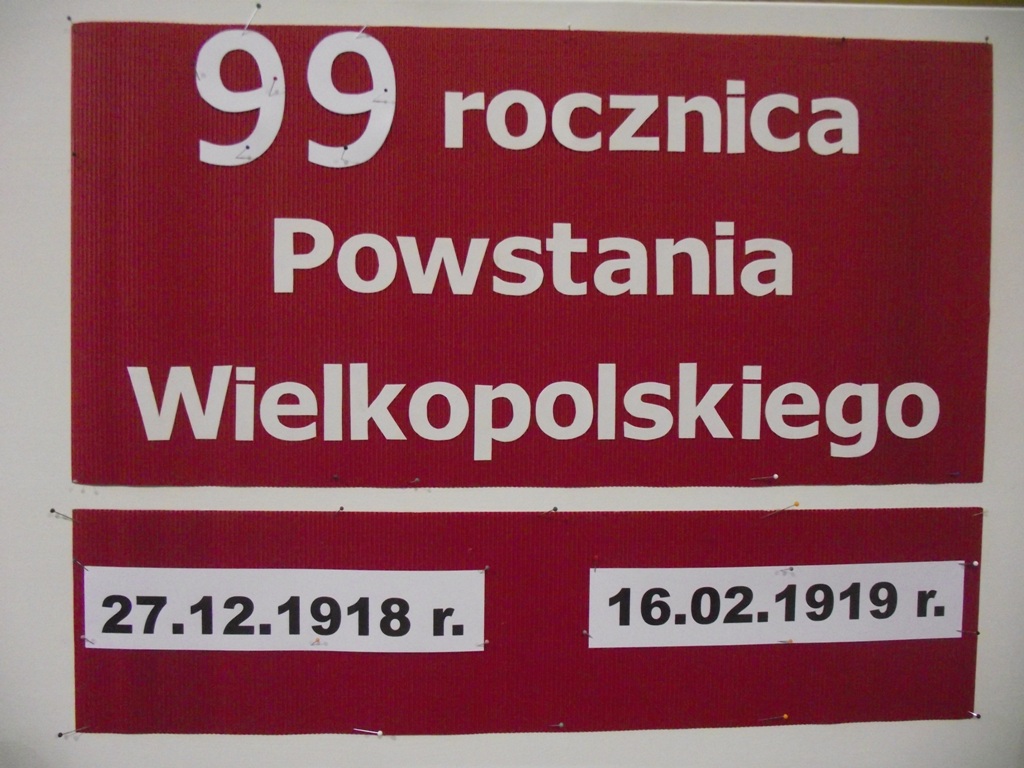 99 rocznica
Powstania
Wielkopolskiego
27.12.1918 r.
16.02.1919 r.